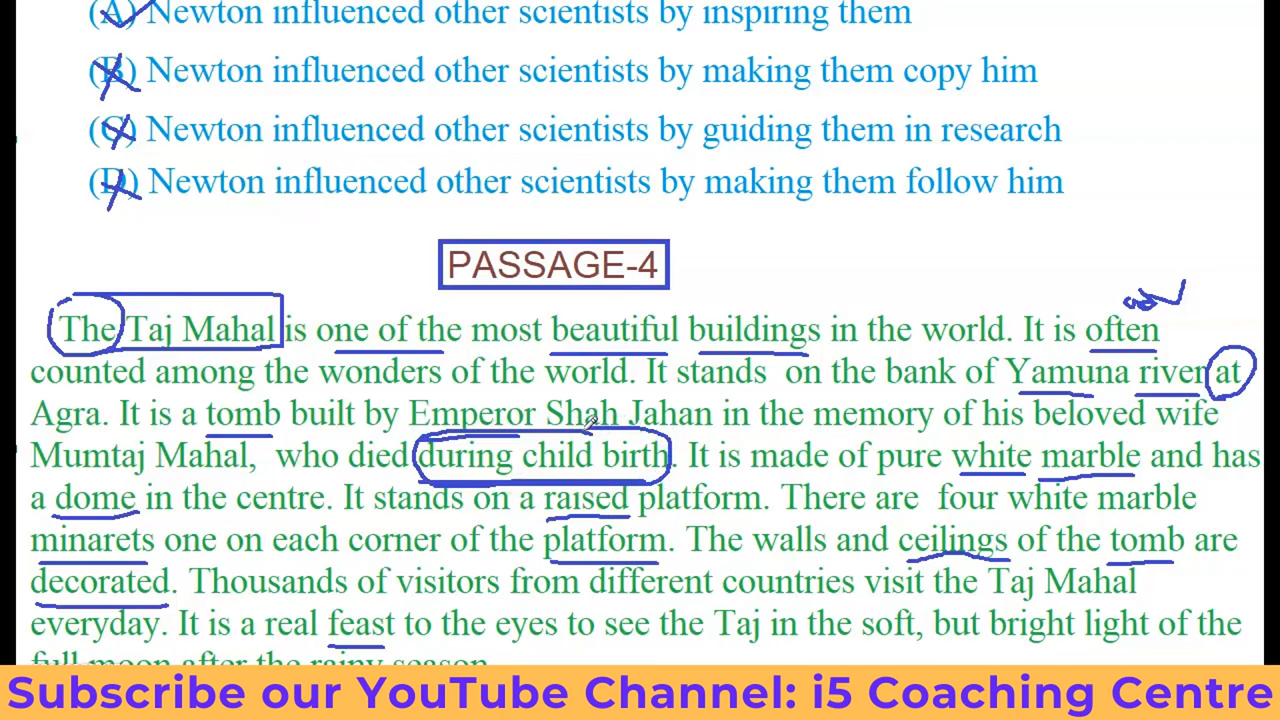 (A) Newton influenced other scientists by inspiring them
(B) Newton influenced other scientists by making them copy him
(C) Newton influenced other scientists by guiding them in research
(D) Newton influenced other scientists by making them follow him
PASSAGE-4
The Taj Mahal is one of the most beautiful buildings in the world. It is often
counted among the wonders of the world. It stands on the bank of Yamuna river at
Agra. It is a tomb built by Emperor Shah Jahan in the memory of his beloved wife
Mumtaj Mahal, who died during child birth. It is made of pure white marble and has
a dome in the centre. It stands on a raised platform. There are four white marble
minarets one on each corner of the platform. The walls and ceilings of the tomb are
decorated. Thousands of visitors from different countries visit the Taj Mahal
everyday. It is a real feast to the eyes to see the Taj in the soft, but bright light of the
full moon after the rainy season.
Subscribe our YouTube Channel: i5 Coaching Centre